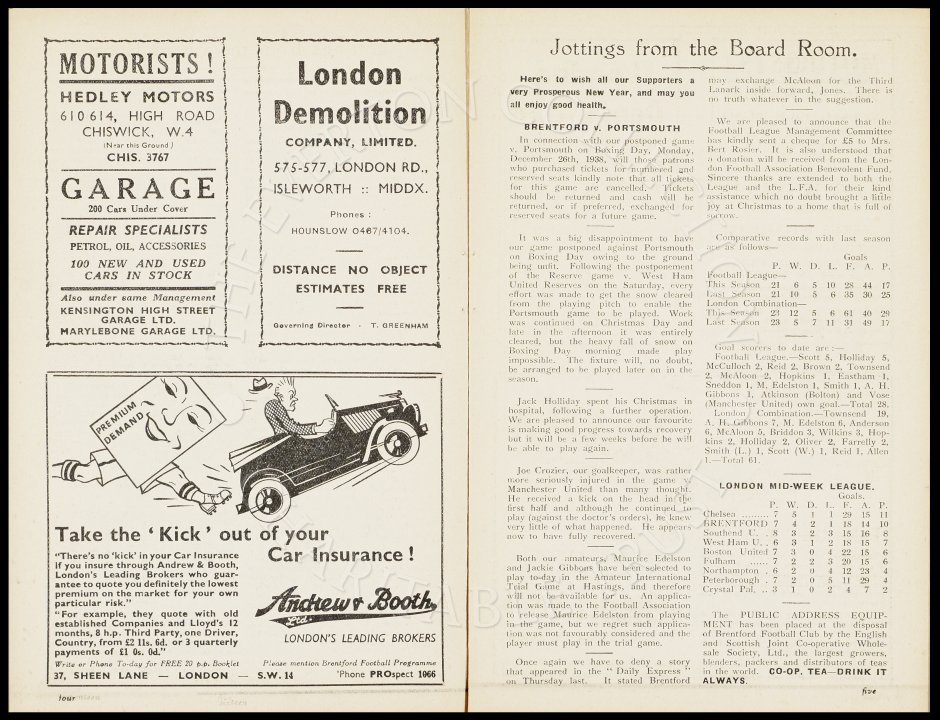 MOTORISTS!
HEDLEY MOTORS
610 614, HIGH ROAD
CHISWICK, W.4
(Near this Ground)
CHIS. 3767
GARAGE
200 Cars Under Cover
REPAIR SPECIALISTS
PETROL, OIL, ACCESSORIES
100 NEW AND USED
CARS IN STOCK
Also under same Management
KENSINGTON HIGH STREET
GARAGE LTD.
MARYLEBONE GARAGE LTD.
London
Demolition
COMPANY, LIMITED.
575-577, LONDON RD.,
ISLEWORTH :: MIDDX.
Phones :
HOUNSLOW 0467/4104.
DISTANCE NO OBJECT
ESTIMATES FREE
Governing Director - T. GREENHAM
PREMIUM
DEMAND
Take the ‘Kick’ out of your
Car Insurance !
"There's no 'kick' in your Car Insurance
if you insure through Andrew & Booth,
London's Leading Brokers who guar-
antee to quote you definitely the lowest
premium on the market for your own
particular risk."
"For example, they quote with old
established Companies and Lloyd's 12
months, 8 h.p. Third Party, one Driver,
Country, from £2 11s. 6d. or 3 quarterly
payments of £1 0s. 0d."
Andrew & Booth
Ltd.
LONDON'S LEADING BROKERS
Write or Phone To-day for FREE 20 p.p. Booklet
Please mention Brentford Football Programme
37, SHEEN LANE — LONDON — S.W. 14
'Phone PROspect 1066
four
Jottings from the Board Room.
Here's to wish all our Supporters a
very Prosperous New Year, and may you
all enjoy good health.
BRENTFORD v. PORTSMOUTH
In connection with our postponed game
v. Portsmouth on Boxing Day, Monday,
December 26th, 1938, will those patrons
who purchased tickets for numbered and
reserved seats kindly note that all tickets
for this game are cancelled. Tickets
should be returned and cash will be
returned, or if preferred, exchanged for
reserved seats for a future game.
It was a big disappointment to have
our game postponed against Portsmouth
on Boxing Day owing to the ground
being unfit. Following the postponement
of the Reserve game v. West Ham
United Reserves on the Saturday, every
effort was made to get the snow cleared
from the playing pitch to enable the
Portsmouth game to be played. Work
was continued on Christmas Day and
late in the afternoon it was entirely
cleared, but the heavy fall of snow on
Boxing Day morning made play
impossible. The fixture will, no doubt,
be arranged to be played later on in the
season.
Jack Holliday spent his Christmas in
hospital, following a further operation.
We are pleased to announce our favourite
is making good progress towards recovery
but it will be a few weeks before he will
be able to play again.
Joe Crozier, our goalkeeper, was rather
more seriously injured in the game v.
Manchester United than many thought.
He received a kick on the head in the
first half and although he continued to
play (against the doctor's orders), he knew
very little of what happened. He appears
now to have fully recovered.
Both our amateurs, Maurice Edelston
and Jackie Gibbons have been selected to
play to-day in the Amateur International
Trial Game at Hastings, and therefore
will not be available for us. An applica-
tion was made to the Football Association
to release Maurice Edelston from playing
in the game, but we regret such applica-
tion was not favourably considered and the
player must play in the trial game.
Once again we have to deny a story
that appeared in the "Daily Express"
on Thursday last. It stated Brentford
may exchange McAloon for the Third
Lanark inside forward, Jones. There is
no truth whatever in the suggestion.
We are pleased to announce that the
Football League Management Committee
has kindly sent a cheque for £5 to Mrs.
Bert Rosier. It is also understood that
a donation will be received from the Lon-
don Football Association Benevolent Fund.
Sincere thanks are extended to both the
League and the L.F.A. for their kind
assistance which no doubt brought a little
joy at Christmas to a home that is full of
sorrow.
Comparative records with last season
are as follows—
Goals
P. W. D. L. F. A. P.
Football League—
This Season 21 6 5 10 28 44 17
Last Season 21 10 5 6 35 30 25
London Combination—
This Season 23 12 5 6 61 40 29
Last Season 23 5 7 11 31 49 17
Goal scorers to date are :—
Football League.—Scott 5, Holliday 5,
McCulloch 2, Reid 2, Brown 2, Townsend
2, McAloon 2, Hopkins 1, Eastham 1,
Sneddon 1, M. Edelston 1, Smith 1, A. H.
Gibbons 1, Atkinson (Bolton) and Vose
(Manchester United) own goal.—Total 28.
London Combination.—Townsend 19,
A. H. Gibbons 7, M. Edelston 6, Anderson
6, McAloon 5, Briddon 3, Wilkins 3, Hop-
kins 2, Holliday 2, Oliver 2, Farrelly 2,
Smith (L.) 1, Scott (W.) 1, Reid 1, Allen
1.—Total 61.
LONDON MID-WEEK LEAGUE.
Goals.
P. W. D. L. F. A. P.
Chelsea ......... 7 5 1 1 29 15 11
BRENTFORD 7 4 2 1 18 14 10
Southend U. .. 8 3 2 3 15 16 8
West Ham U. . 6 3 1 2 18 15 7
Boston United 7 3 0 4 22 15 6
Fulham ...... 7 2 2 3 20 15 6
Northampton . 6 2 0 4 12 23 4
Peterborough . 7 2 0 5 11 29 4
Crystal Pal. .. 3 1 0 2 4 7 2
The PUBLIC ADDRESS EQUIP-
MENT has been placed at the disposal
of Brentford Football Club by the English
and Scottish Joint Co-operative Whole-
sale Society, Ltd., the largest growers,
blenders, packers and distributors of teas
in the world. CO-OP. TEA—DRINK IT
ALWAYS.
five